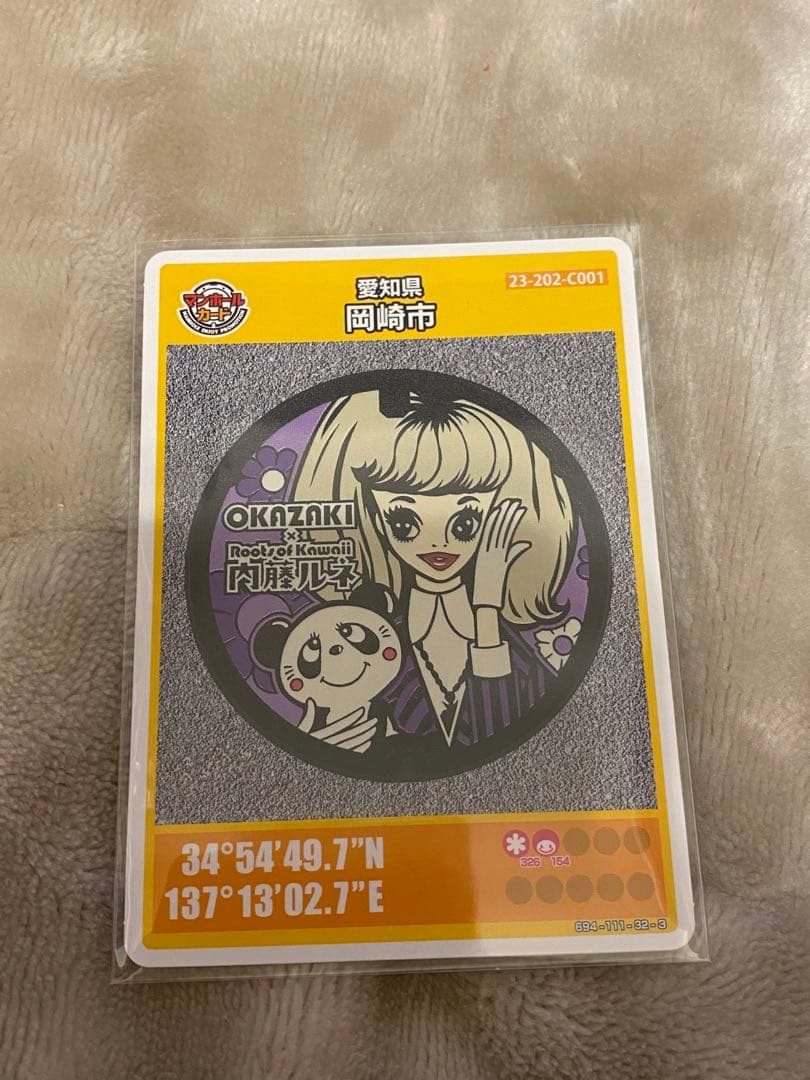 マンホール
カード
愛知県
岡崎市
23-202-C001
OKAZAKI
×
Roots of Kawaii
内藤ルネ
34°54'49.7"N
137°13'02.7"E
326 154
694-111-32-3